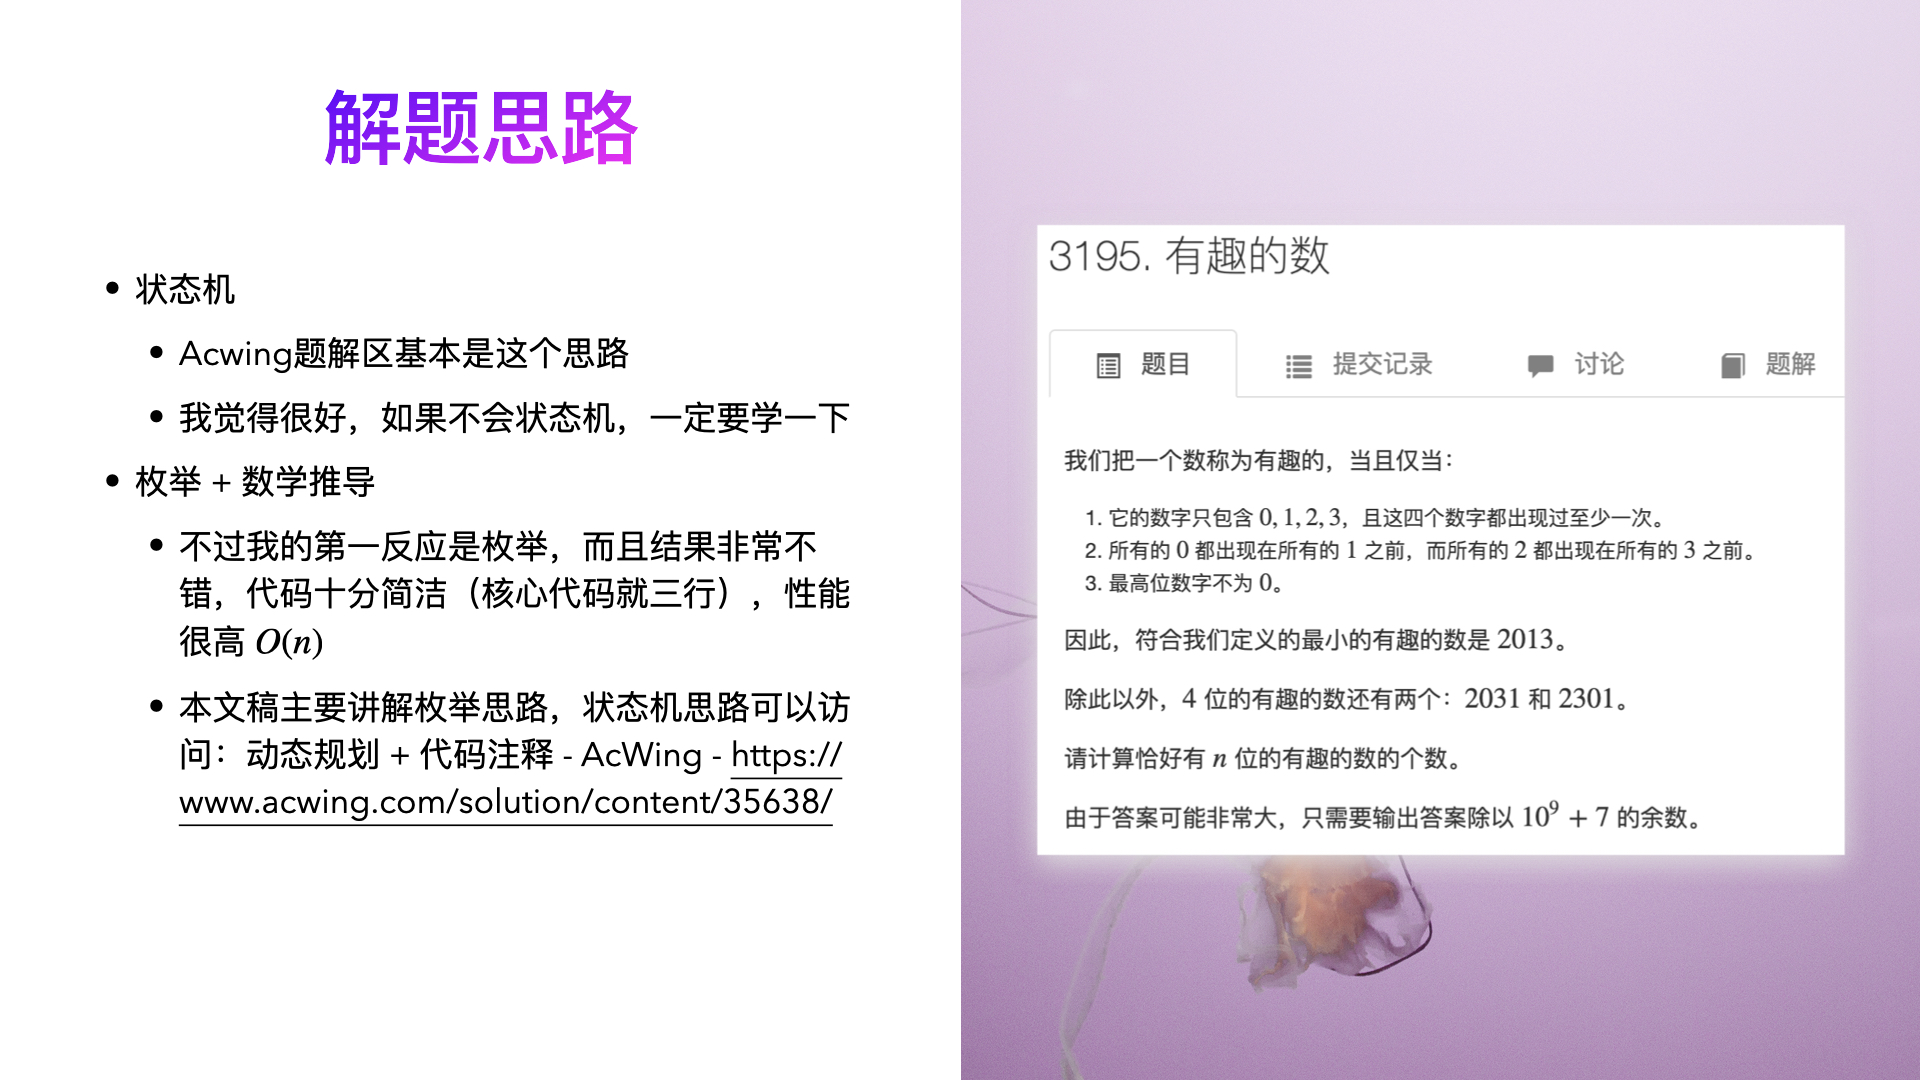 解题思路
• 状态机
• Acwing题解区基本是这个思路
• 我觉得很好，如果不会状态机，一定要学一下
• 枚举 + 数学推导
• 不过我的第一反应是枚举，而且结果非常不
错，代码十分简洁（核心代码就三行），性能
很高 O(n)
• 本文稿主要讲解枚举思路，状态机思路可以访
问：动态规划 + 代码注释 - AcWing - https://
www.acwing.com/solution/content/35638/
3195. 有趣的数
题目 提交记录 讨论 题解
我们把一个数称为有趣的，当且仅当：
1. 它的数字只包含 0, 1, 2, 3，且这四个数字都出现过至少一次。
2. 所有的 0 都出现在所有的 1 之前，而所有的 2 都出现在所有的 3 之前。
3. 最高位数字不为 0。
因此，符合我们定义的最小的有趣的数是 2013。
除此以外，4 位的有趣的数还有两个：2031 和 2301。
请计算恰好有 n 位的有趣的数的个数。
由于答案可能非常大，只需要输出答案除以 10⁹ + 7 的余数。